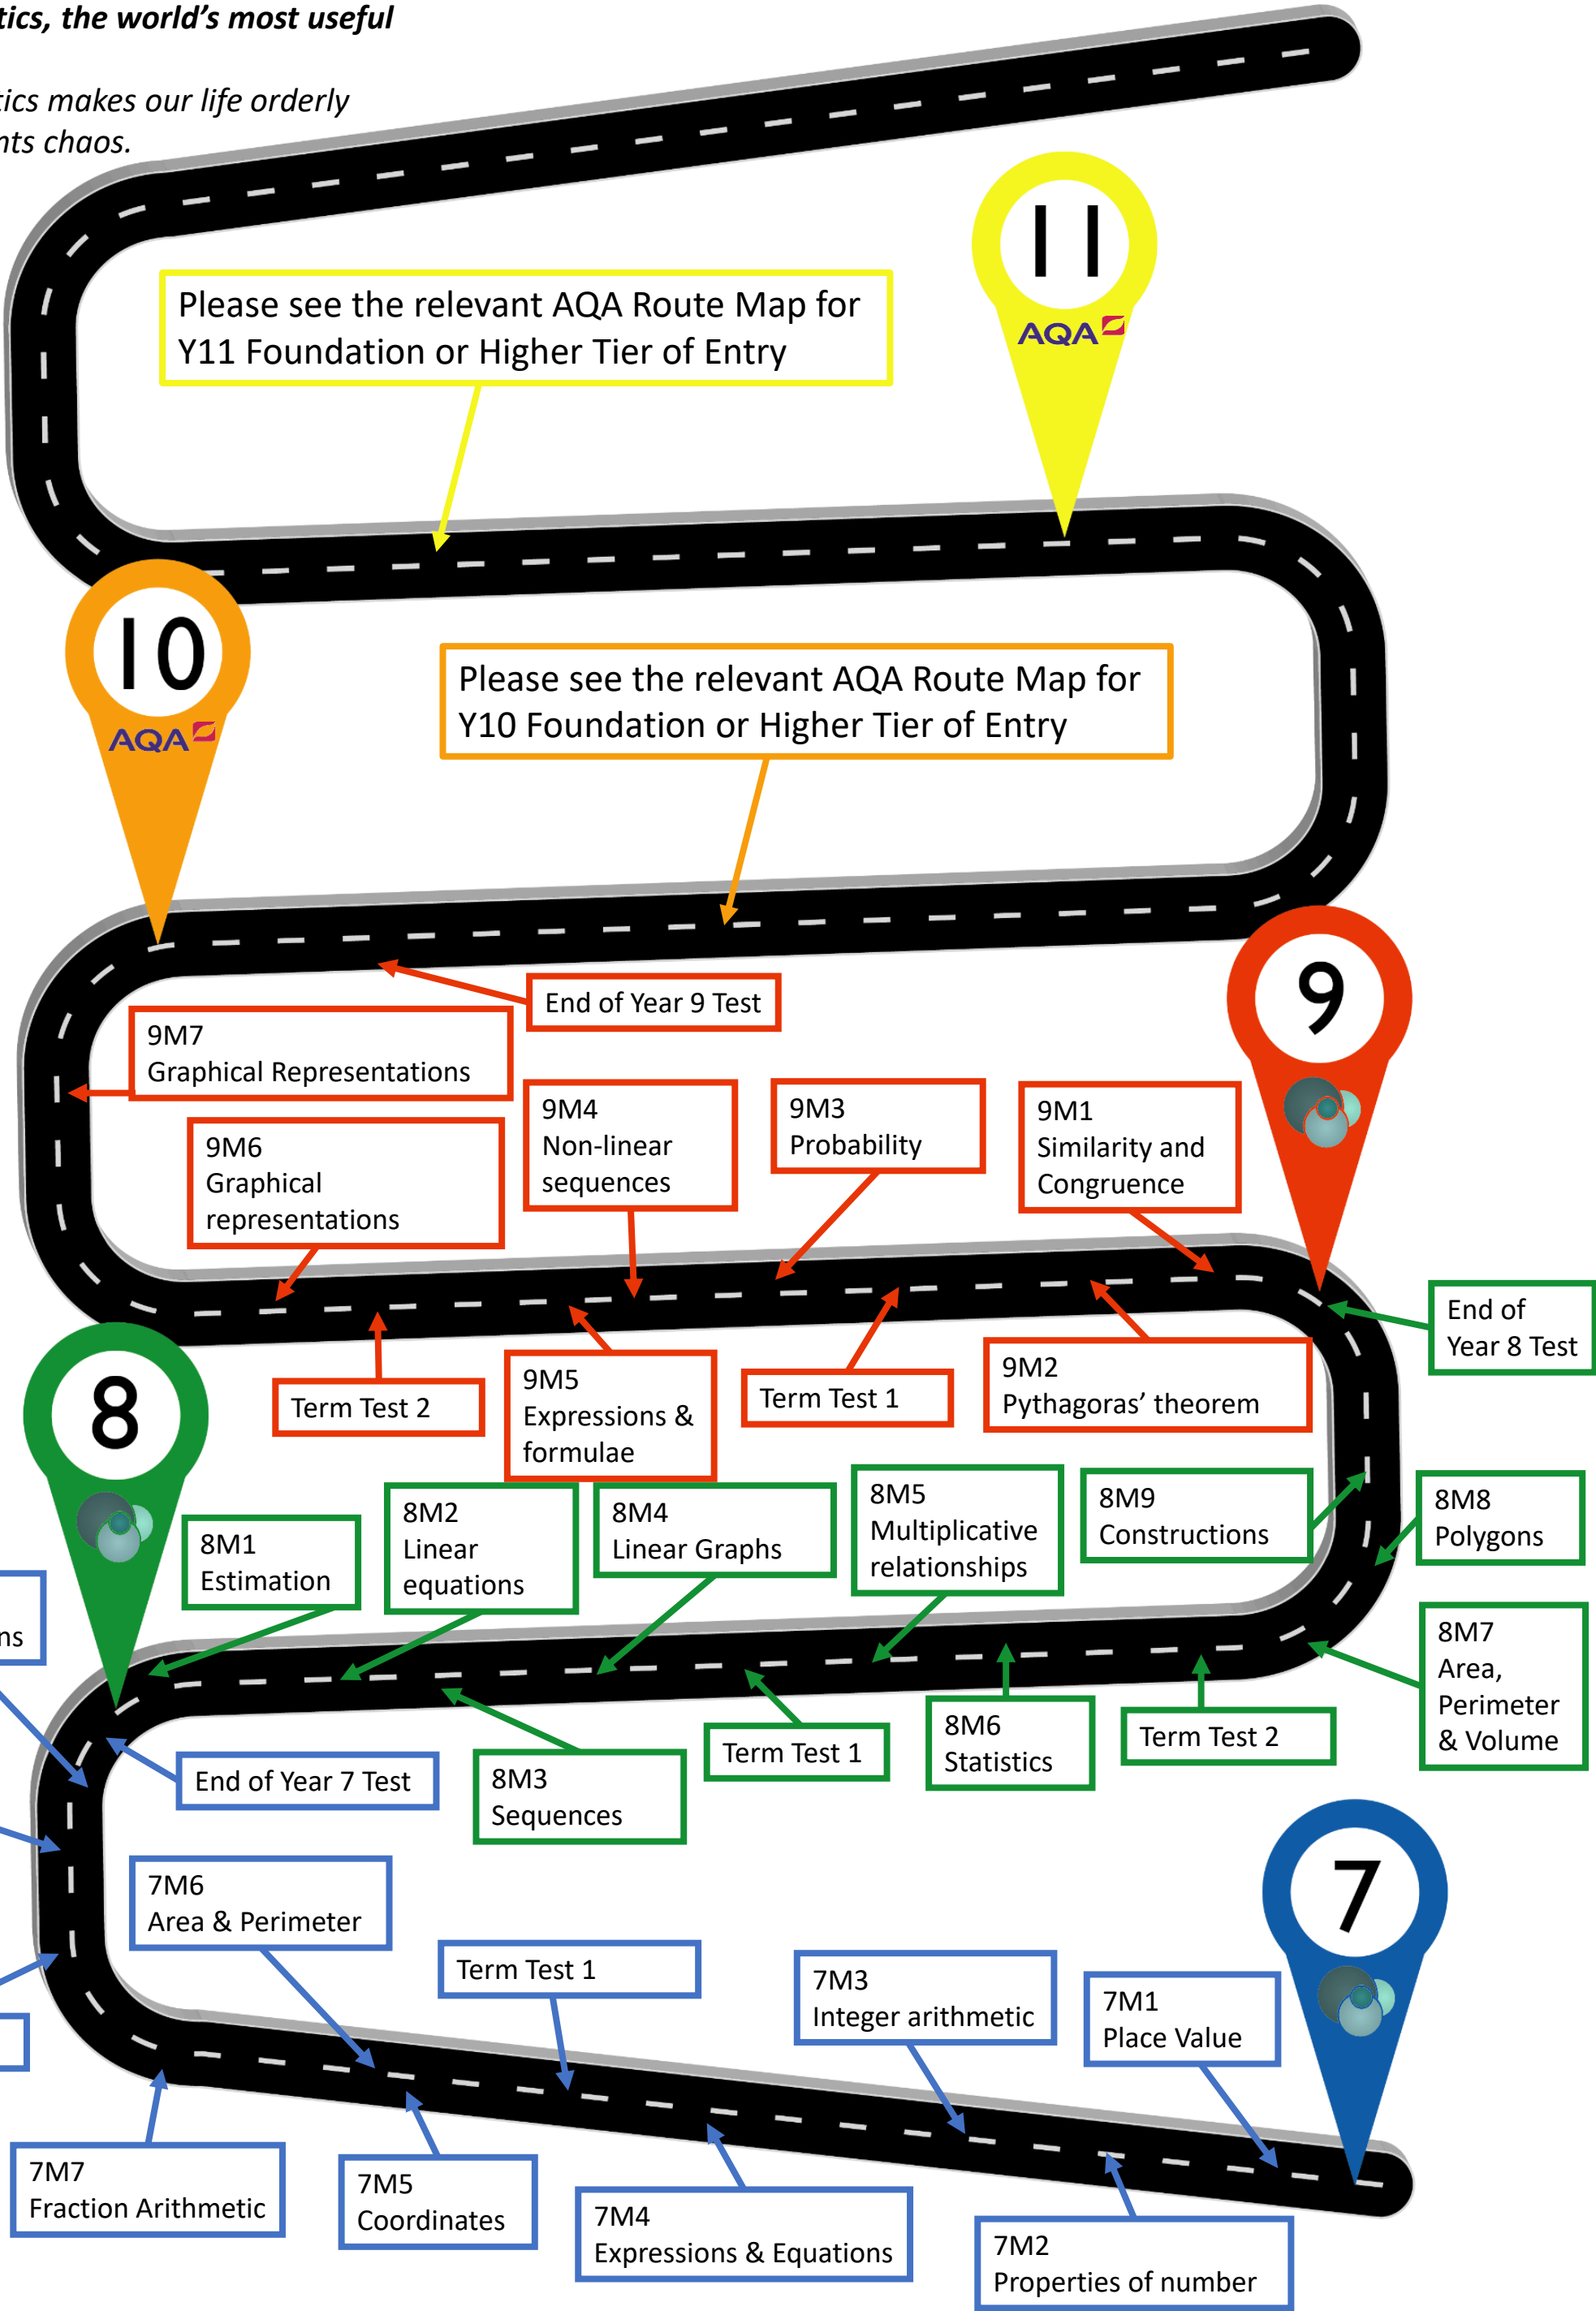 tics, the world's most useful
tics makes our life orderly
nts chaos.
11
AQA
Please see the relevant AQA Route Map for
Y11 Foundation or Higher Tier of Entry
10
AQA
Please see the relevant AQA Route Map for
Y10 Foundation or Higher Tier of Entry
9
End of Year 9 Test
9M7
Graphical Representations
9M6
Graphical
representations
9M4
Non-linear
sequences
9M3
Probability
9M1
Similarity and
Congruence
End of
Year 8 Test
Term Test 2
9M5
Expressions &
formulae
Term Test 1
9M2
Pythagoras' theorem
8
8M1
Estimation
8M2
Linear
equations
8M4
Linear Graphs
8M5
Multiplicative
relationships
8M9
Constructions
8M8
Polygons
ns
8M7
Area,
Perimeter
& Volume
End of Year 7 Test
8M3
Sequences
Term Test 1
8M6
Statistics
Term Test 2
7
7M6
Area & Perimeter
Term Test 1
7M3
Integer arithmetic
7M1
Place Value
7M7
Fraction Arithmetic
7M5
Coordinates
7M4
Expressions & Equations
7M2
Properties of number